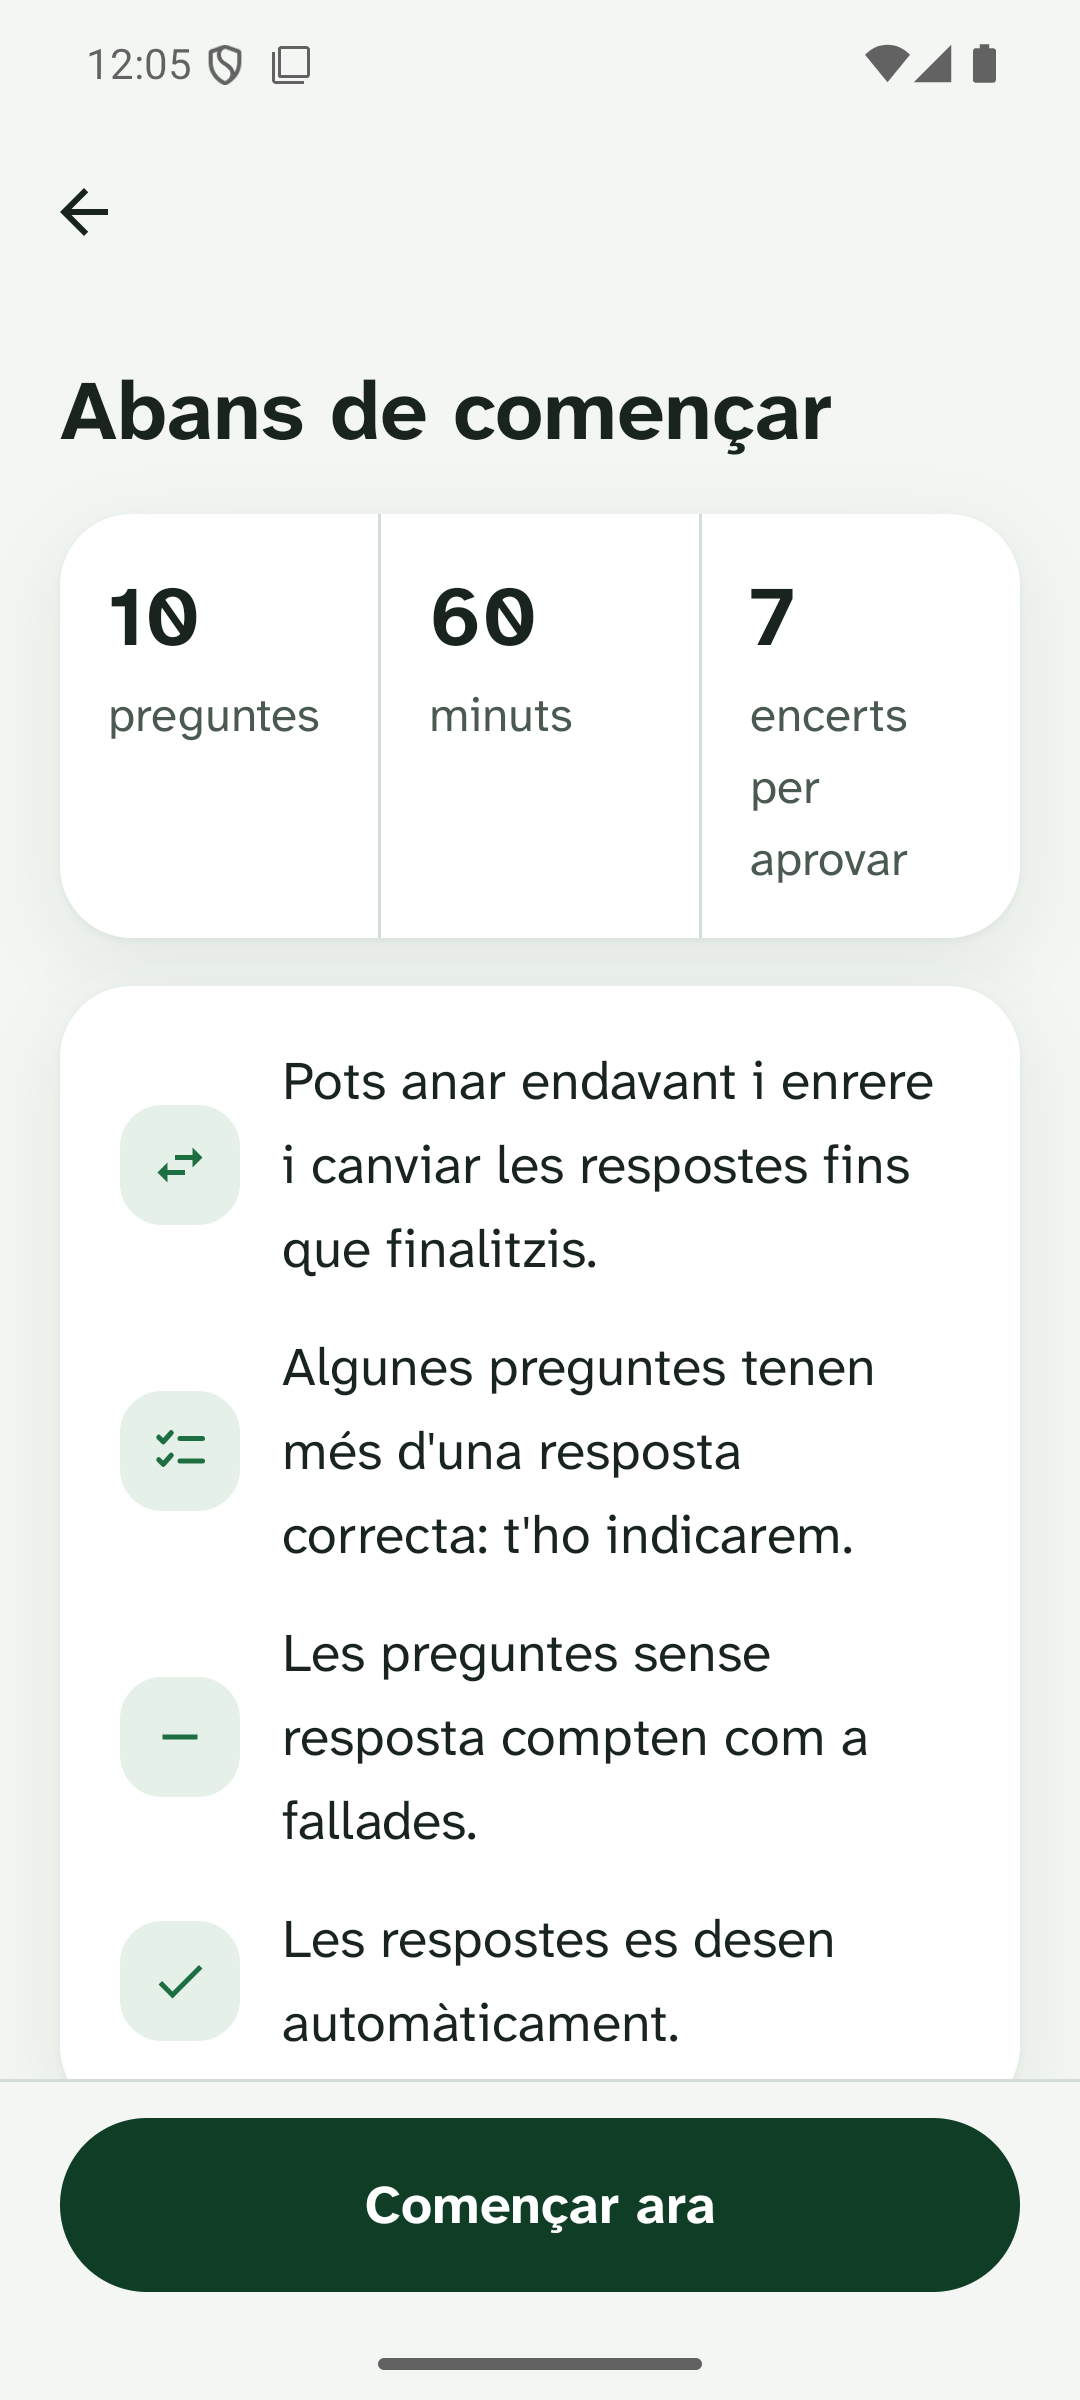 12:05
Abans de començar
10
preguntes
60
minuts
7
encerts
per
aprovar
Pots anar endavant i enrere
i canviar les respostes fins
que finalitzis.
Algunes preguntes tenen
més d'una resposta
correcta: t'ho indicarem.
Les preguntes sense
resposta compten com a
fallades.
Les respostes es desen
automàticament.
Començar ara